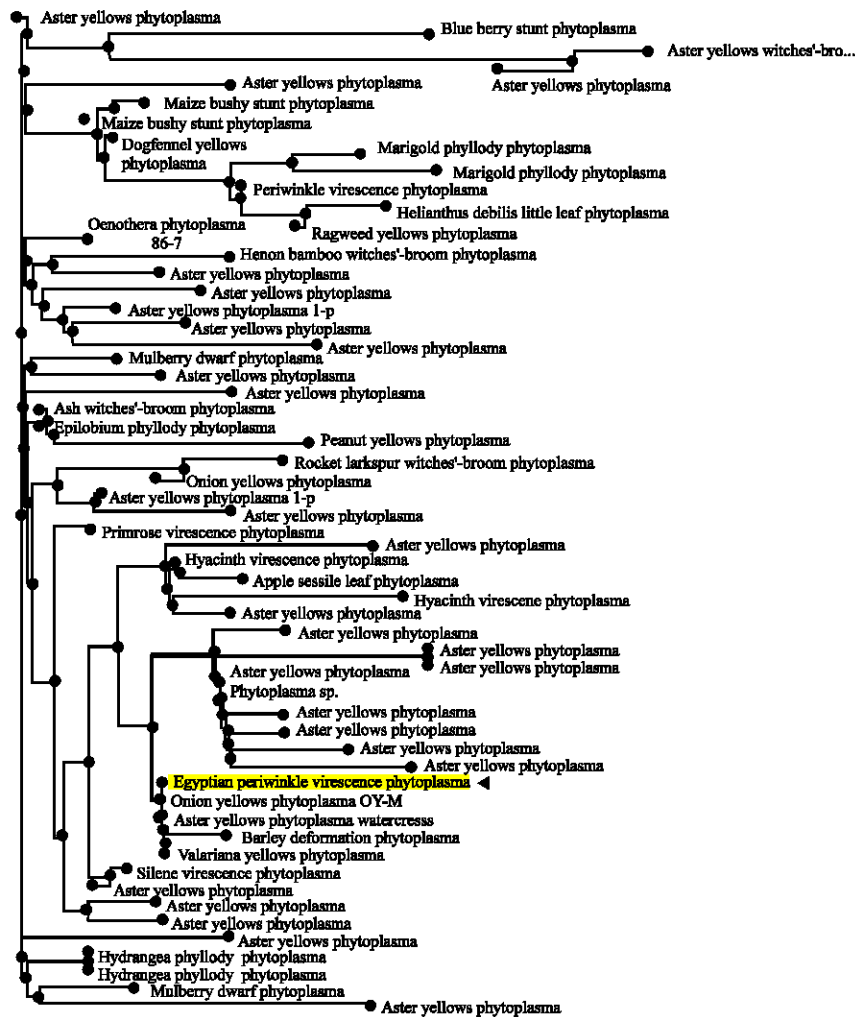 Aster yellows phytoplasma
Blue berry stunt phytoplasma
Aster yellows witches'-bro...
Aster yellows phytoplasma
Aster yellows phytoplasma
Maize bushy stunt phytoplasma
Maize bushy stunt phytoplasma
Dogfennel yellows
phytoplasma
Marigold phyllody phytoplasma
Marigold phyllody phytoplasma
Periwinkle virescence phytoplasma
Helianthus debilis little leaf phytoplasma
Ragweed yellows phytoplasma
Oenothera phytoplasma
86-7
Henon bamboo witches'-broom phytoplasma
Aster yellows phytoplasma
Aster yellows phytoplasma
Aster yellows phytoplasma 1-p
Aster yellows phytoplasma
Aster yellows phytoplasma
Mulberry dwarf phytoplasma
Aster yellows phytoplasma
Aster yellows phytoplasma
Ash witches'-broom phytoplasma
Epilobium phyllody phytoplasma
Peanut yellows phytoplasma
Rocket larkspur witches'-broom phytoplasma
Onion yellows phytoplasma
Aster yellows phytoplasma 1-p
Aster yellows phytoplasma
Primrose virescence phytoplasma
Aster yellows phytoplasma
Hyacinth virescence phytoplasma
Apple sessile leaf phytoplasma
Hyacinth virescene phytoplasma
Aster yellows phytoplasma
Aster yellows phytoplasma
Aster yellows phytoplasma
Aster yellows phytoplasma
Aster yellows phytoplasma
Phytoplasma sp.
Aster yellows phytoplasma
Aster yellows phytoplasma
Aster yellows phytoplasma
Aster yellows phytoplasma
Egyptian periwinkle virescence phytoplasma
Onion yellows phytoplasma OY-M
Aster yellows phytoplasma watercresss
Barley deformation phytoplasma
Valariana yellows phytoplasma
Silene virescence phytoplasma
Aster yellows phytoplasma
Aster yellows phytoplasma
Aster yellows phytoplasma
Aster yellows phytoplasma
Hydrangea phyllody phytoplasma
Hydrangea phyllody phytoplasma
Mulberry dwarf phytoplasma
Aster yellows phytoplasma